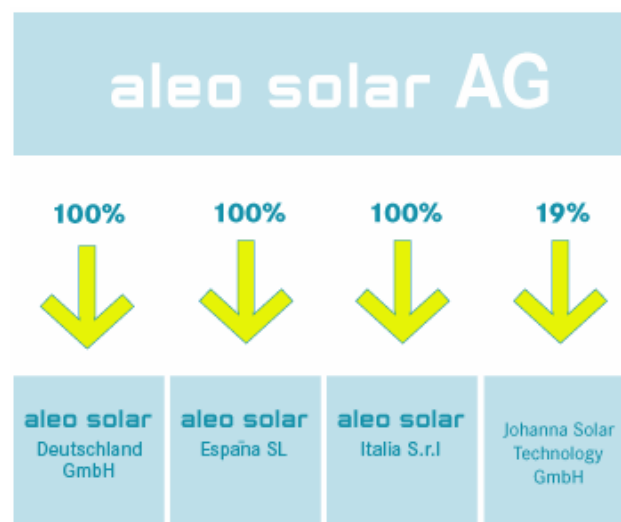 aleo solar AG
100%
100%
100%
19%
aleo solar
Deutschland
GmbH
aleo solar
España SL
aleo solar
Italia S.r.l
Johanna Solar
Technology
GmbH